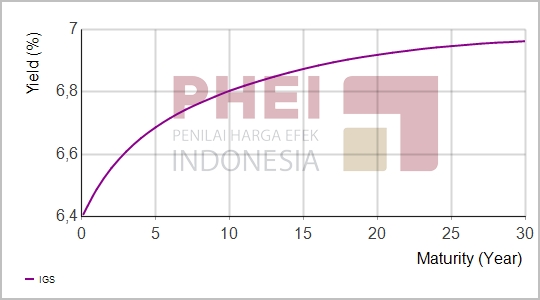 Yield (%)
7
6,8
6,6
6,4
0 5 10 15 20 25 30
Maturity (Year)
PHEI
PENILAI HARGA EFEK
INDONESIA
IGS